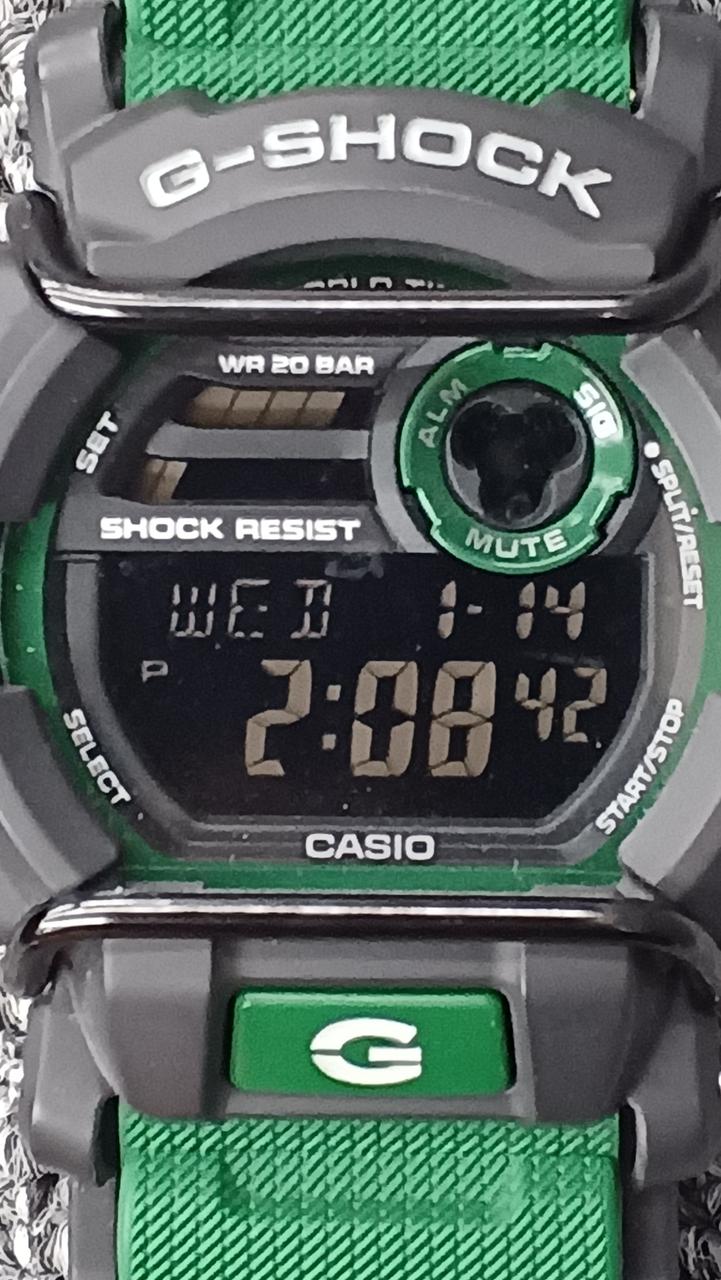 G-SHOCK
WR 20 BAR
ALM
SIG
SET
SPLIT/RESET
SHOCK RESIST
MUTE
WED 1-14
P
2:08 42
SELECT
START/STOP
CASIO
G